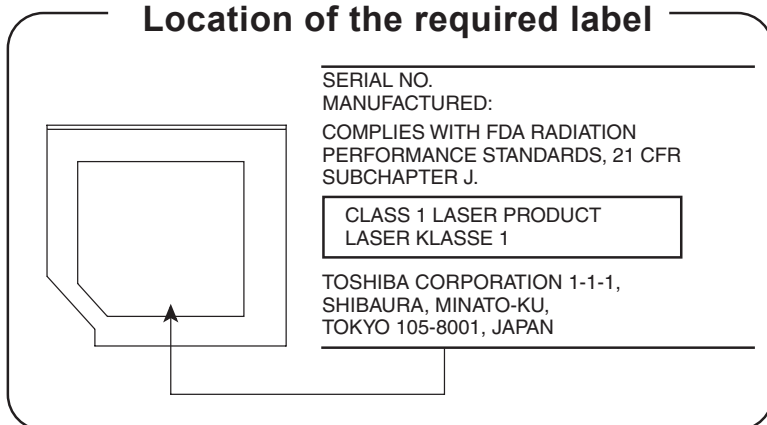 Location of the required label
SERIAL NO.
MANUFACTURED:
COMPLIES WITH FDA RADIATION
PERFORMANCE STANDARDS, 21 CFR
SUBCHAPTER J.
CLASS 1 LASER PRODUCT
LASER KLASSE 1
TOSHIBA CORPORATION 1-1-1,
SHIBAURA, MINATO-KU,
TOKYO 105-8001, JAPAN